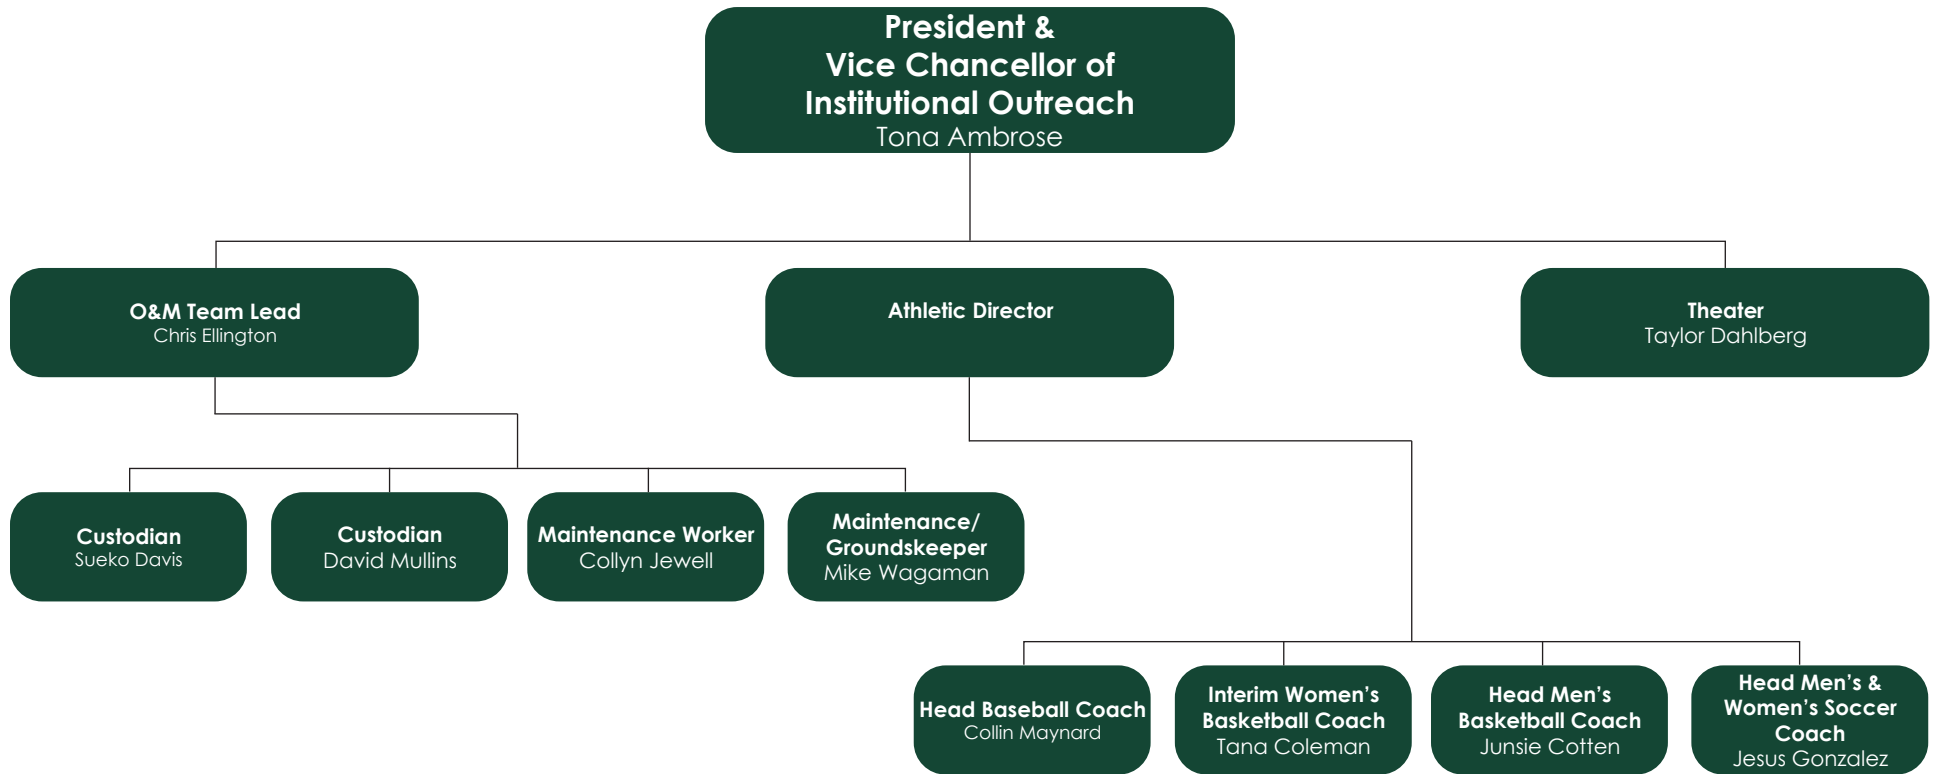 President &
Vice Chancellor of
Institutional Outreach
Tona Ambrose
O&M Team Lead
Chris Ellington
Athletic Director
Theater
Taylor Dahlberg
Custodian
Sueko Davis
Custodian
David Mullins
Maintenance Worker
Collyn Jewell
Maintenance/
Groundskeeper
Mike Wagaman
Head Baseball Coach
Collin Maynard
Interim Women’s
Basketball Coach
Tana Coleman
Head Men’s
Basketball Coach
Junsie Cotten
Head Men’s &
Women’s Soccer
Coach
Jesus Gonzalez